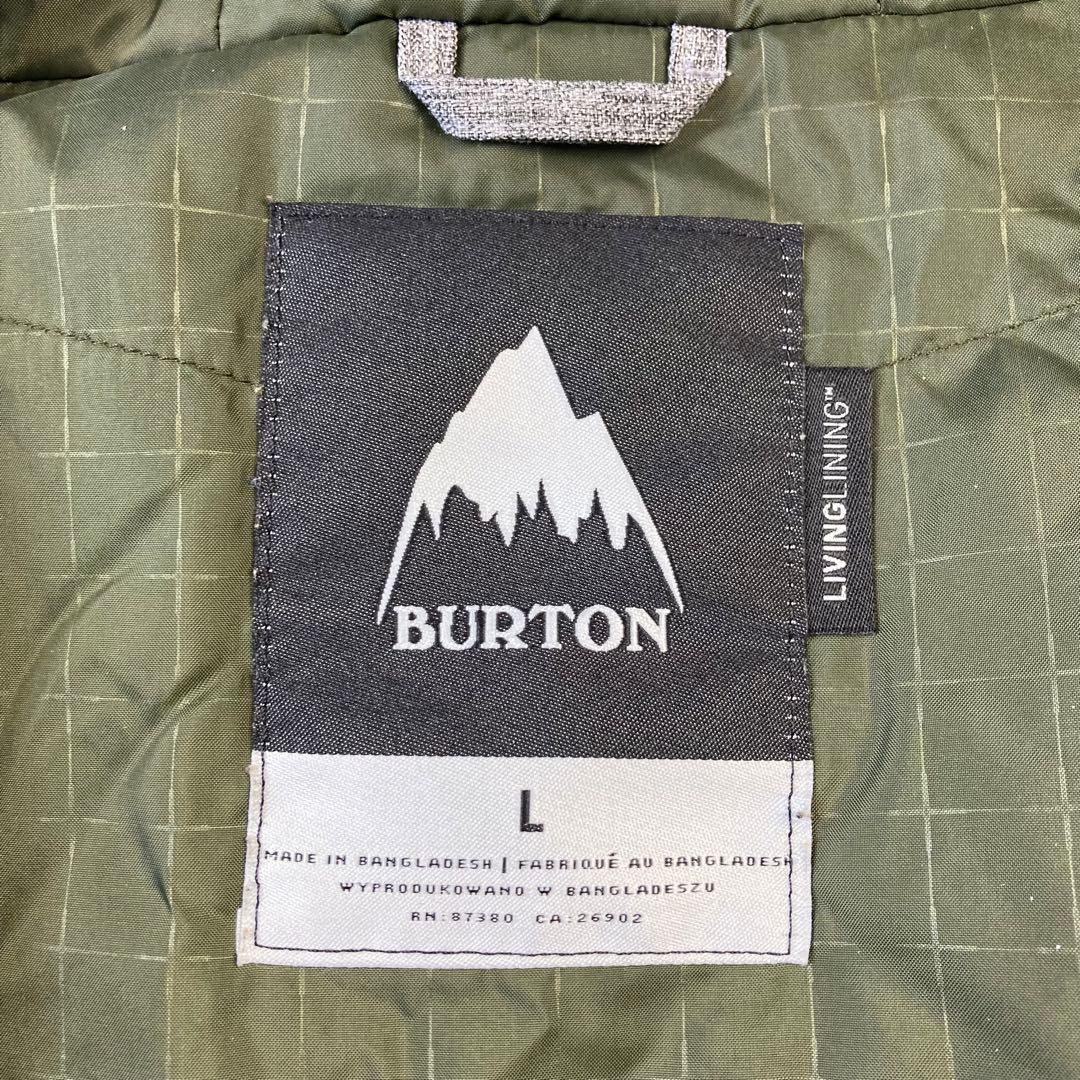 BURTON
LIVINGLINING™
L
MADE IN BANGLADESH | FABRIQUÉ AU BANGLADESH
WYPRODUKOWANO W BANGLADESZU
RN:87380 CA:26902